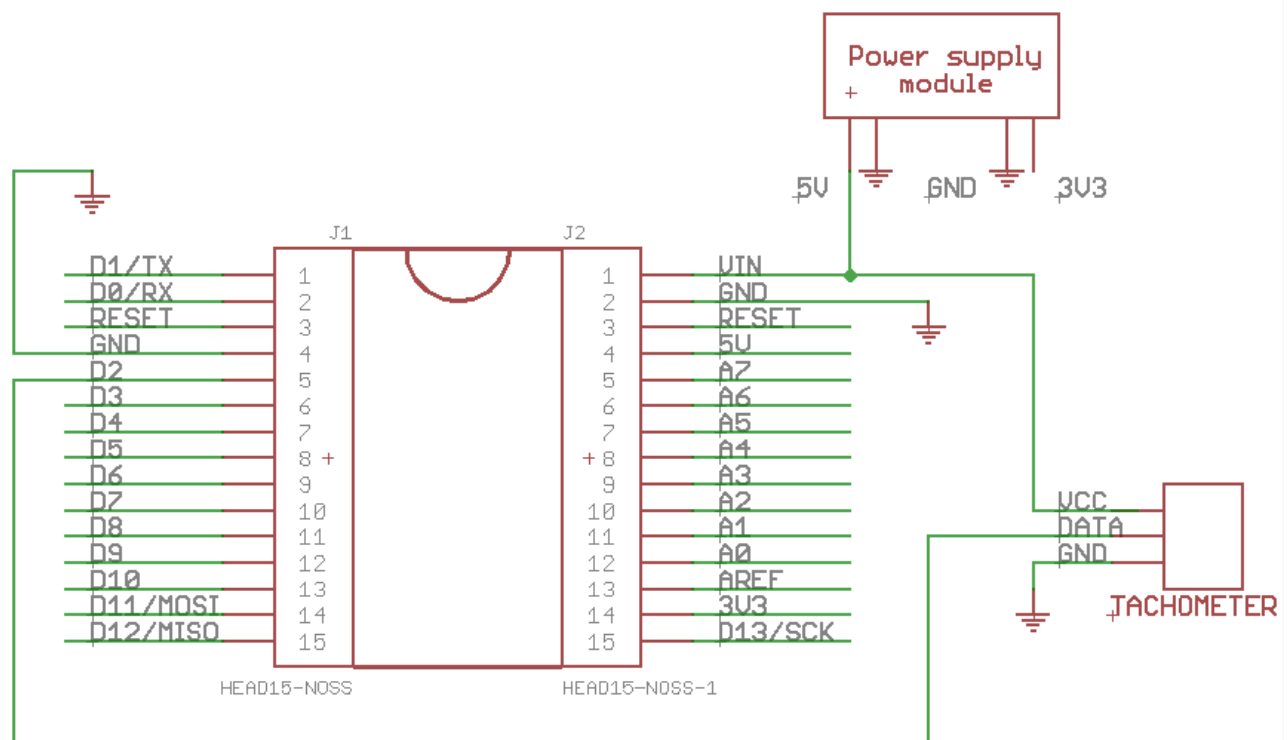 Power supply
module
5V
GND
3V3
J1
J2
D1/TX
1
1
VIN
D0/RX
2
2
GND
RESET
3
3
RESET
GND
4
4
5V
D2
5
5
A7
D3
6
6
A6
D4
7
7
A5
D5
8
8
A4
D6
9
9
A3
D7
10
10
A2
D8
11
11
A1
D9
12
12
A0
D10
13
13
AREF
D11/MOSI
14
14
3V3
D12/MISO
15
15
D13/SCK
VCC
DATA
GND
TACHOMETER
HEAD15-NOSS
HEAD15-NOSS-1